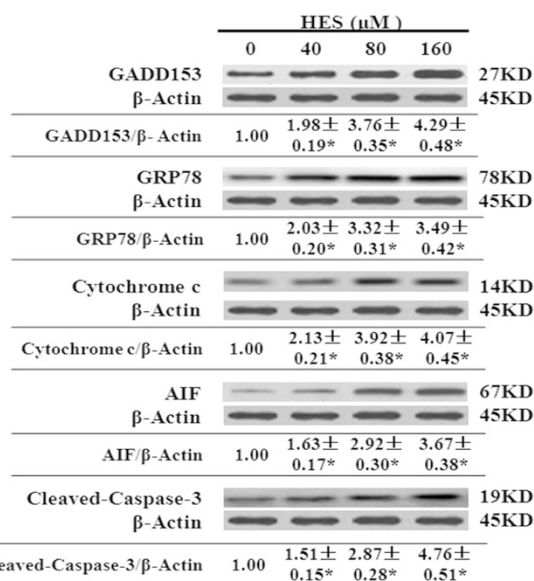 HES (μM )
0 40 80 160
GADD153 27KD
β-Actin 45KD
GADD153/β- Actin 1.00 1.98± 3.76± 4.29±
0.19* 0.35* 0.48*
GRP78 78KD
β-Actin 45KD
GRP78/β-Actin 1.00 2.03± 3.32± 3.49±
0.20* 0.31* 0.42*
Cytochrome c 14KD
β-Actin 45KD
Cytochrome c/β-Actin 1.00 2.13± 3.92± 4.07±
0.21* 0.38* 0.45*
AIF 67KD
β-Actin 45KD
AIF/β-Actin 1.00 1.63± 2.92± 3.67±
0.17* 0.30* 0.38*
Cleaved-Caspase-3 19KD
β-Actin 45KD
eaved-Caspase-3/β-Actin 1.00 1.51± 2.87± 4.76±
0.15* 0.28* 0.51*